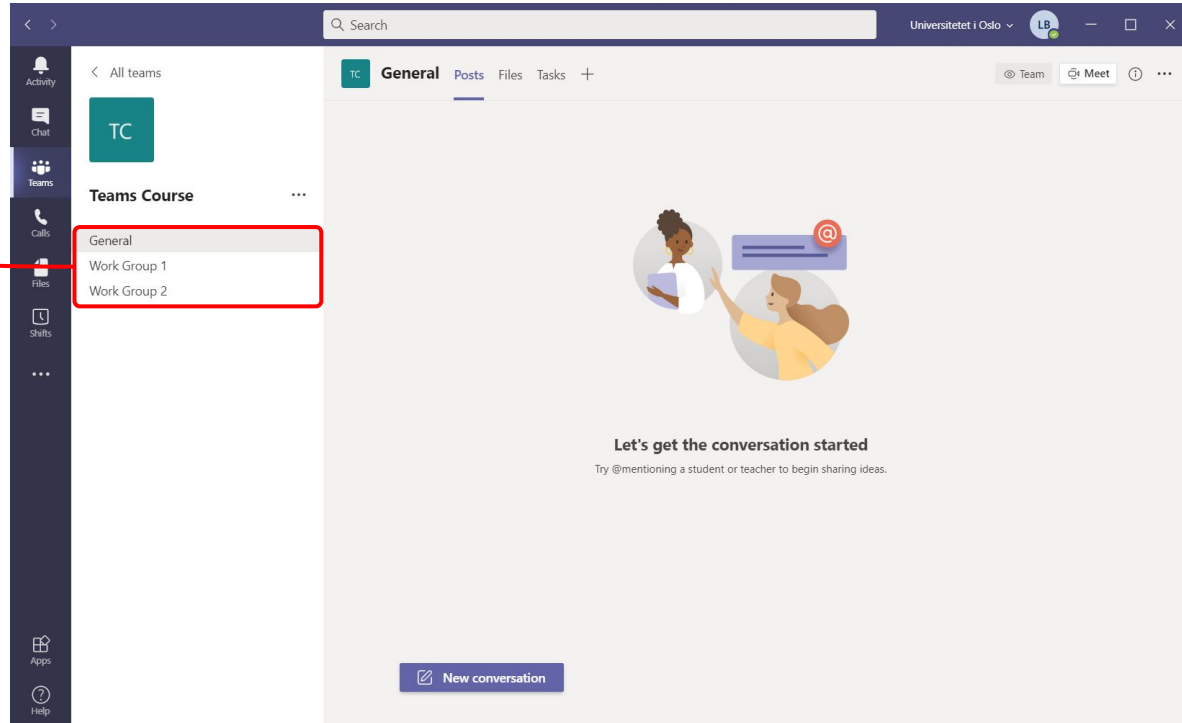 Search
Universitetet i Oslo
LB
Activity
Chat
Teams
Calls
Files
Shifts
Apps
Help
All teams
TC
Teams Course
General
Work Group 1
Work Group 2
TC General Posts Files Tasks
Team Meet
@
Let's get the conversation started
Try @mentioning a student or teacher to begin sharing ideas.
New conversation